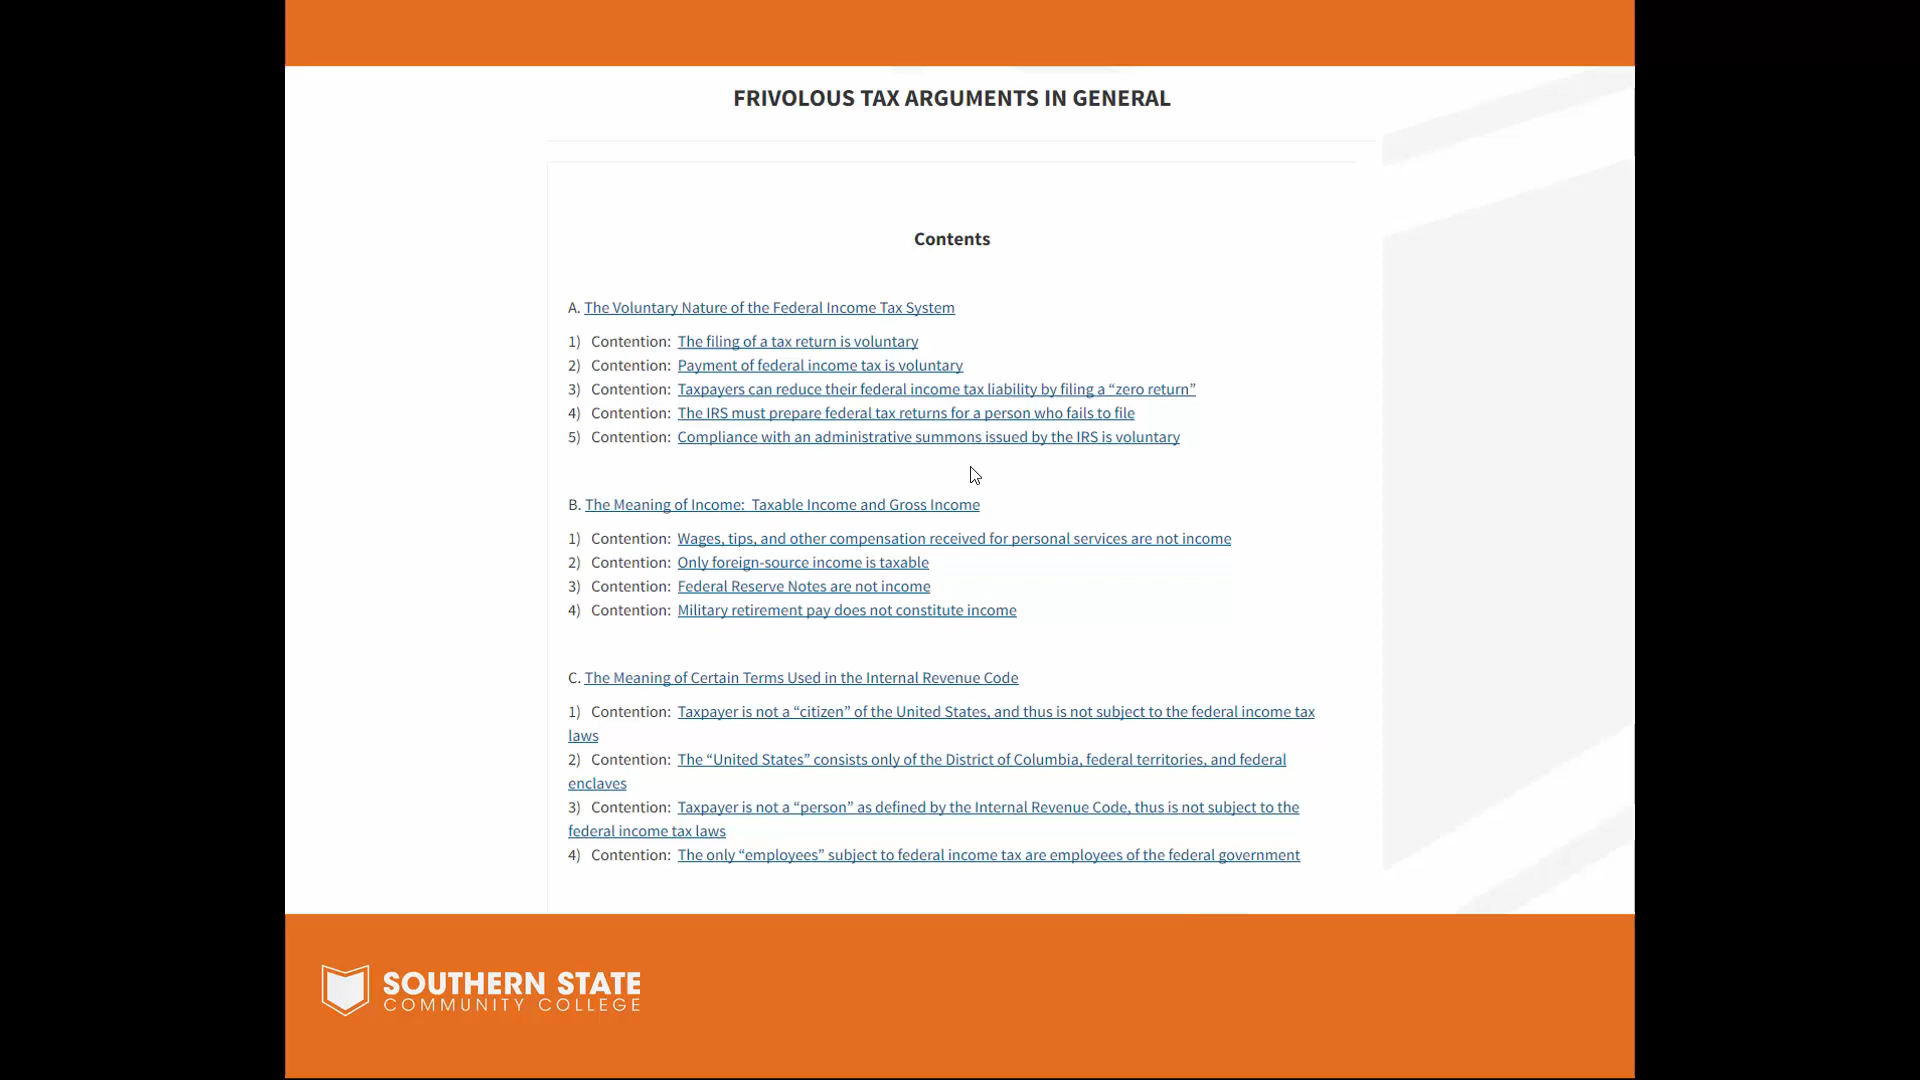 FRIVOLOUS TAX ARGUMENTS IN GENERAL
Contents
A. The Voluntary Nature of the Federal Income Tax System
1) Contention: The filing of a tax return is voluntary
2) Contention: Payment of federal income tax is voluntary
3) Contention: Taxpayers can reduce their federal income tax liability by filing a “zero return”
4) Contention: The IRS must prepare federal tax returns for a person who fails to file
5) Contention: Compliance with an administrative summons issued by the IRS is voluntary
B. The Meaning of Income: Taxable Income and Gross Income
1) Contention: Wages, tips, and other compensation received for personal services are not income
2) Contention: Only foreign-source income is taxable
3) Contention: Federal Reserve Notes are not income
4) Contention: Military retirement pay does not constitute income
C. The Meaning of Certain Terms Used in the Internal Revenue Code
1) Contention: Taxpayer is not a “citizen” of the United States, and thus is not subject to the federal income tax
laws
2) Contention: The “United States” consists only of the District of Columbia, federal territories, and federal
enclaves
3) Contention: Taxpayer is not a “person” as defined by the Internal Revenue Code, thus is not subject to the
federal income tax laws
4) Contention: The only “employees” subject to federal income tax are employees of the federal government
SOUTHERN STATE
COMMUNITY COLLEGE